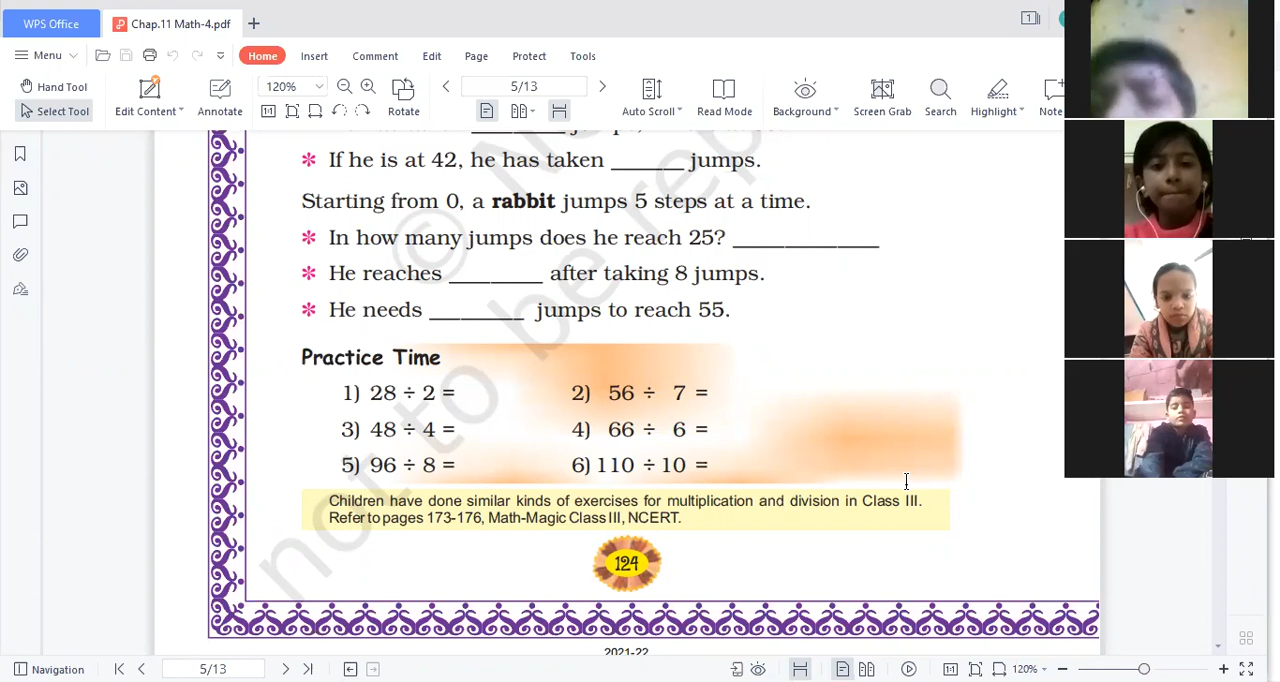 WPS Office Chap.11 Math-4.pdf
Menu Home Insert Comment Edit Page Protect Tools
Hand Tool 120% 5/13
Select Tool Edit Content Annotate Rotate Auto Scroll Read Mode Background Screen Grab Search Highlight Note
* If he is at 42, he has taken ______ jumps.
Starting from 0, a rabbit jumps 5 steps at a time.
* In how many jumps does he reach 25? ____________
* He reaches ________ after taking 8 jumps.
* He needs ________ jumps to reach 55.
Practice Time
1) 28 ÷ 2 = 2) 56 ÷ 7 =
3) 48 ÷ 4 = 4) 66 ÷ 6 =
5) 96 ÷ 8 = 6) 110 ÷ 10 =
Children have done similar kinds of exercises for multiplication and division in Class III.
Refer to pages 173-176, Math-Magic Class III, NCERT.
124
2021-22
not to be rep
© N
Navigation 5/13 120%